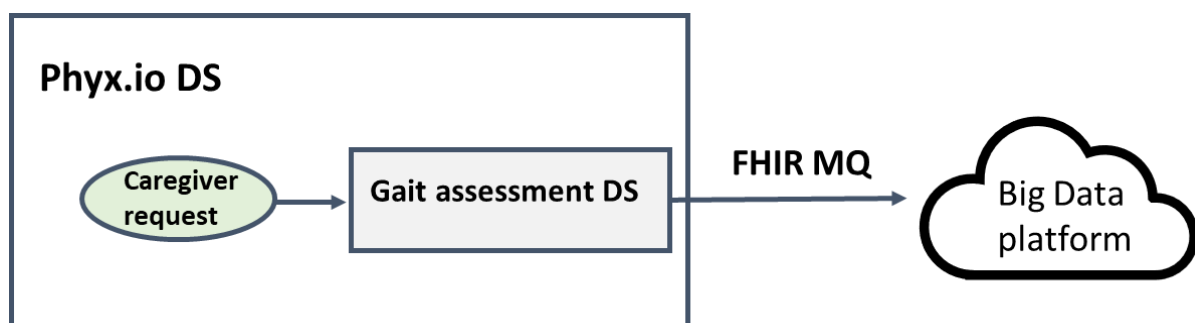 Phyx.io DS
Caregiver
request
Gait assessment DS
FHIR MQ
Big Data
platform